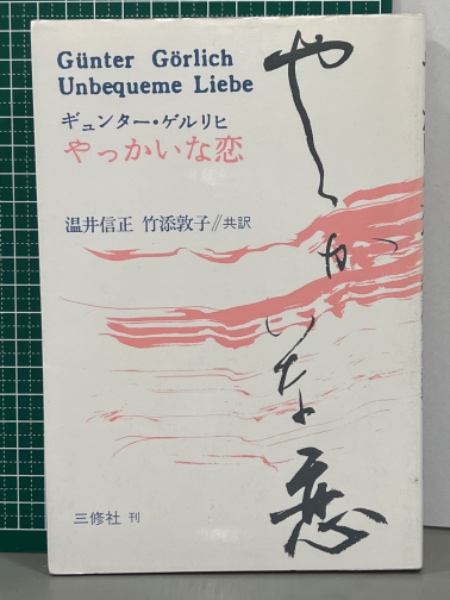 Günter Görlich
Unbequeme Liebe
ギュンター・ゲルリヒ
やっかいな恋
温井信正 竹添敦子//共訳
三修社 刊
やっかいな恋